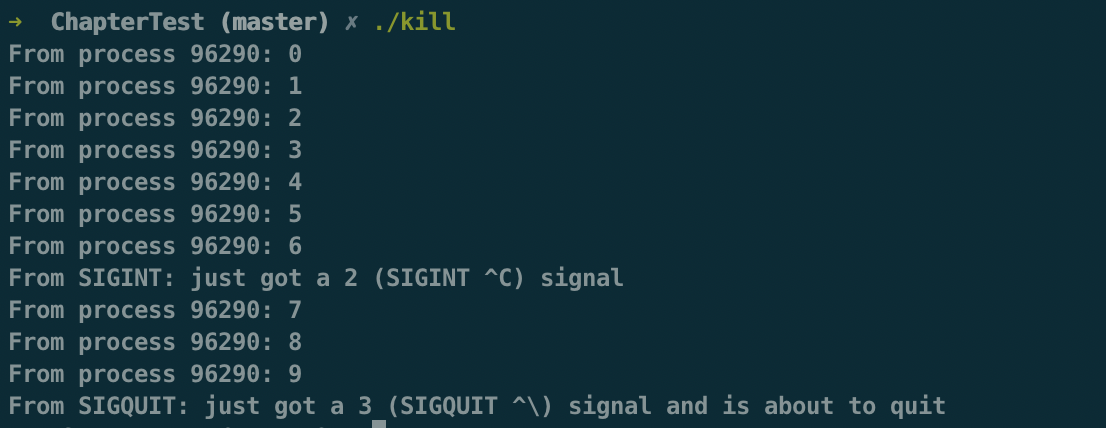 → ChapterTest (master) ✗ ./kill
From process 96290: 0
From process 96290: 1
From process 96290: 2
From process 96290: 3
From process 96290: 4
From process 96290: 5
From process 96290: 6
From SIGINT: just got a 2 (SIGINT ^C) signal
From process 96290: 7
From process 96290: 8
From process 96290: 9
From SIGQUIT: just got a 3 (SIGQUIT ^\) signal and is about to quit